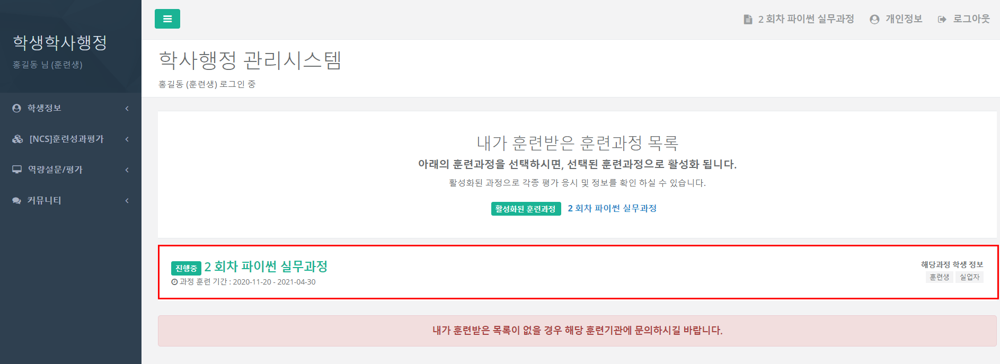 학생학사행정
홍길동 님 (훈련생)
학생정보
[NCS]훈련성과평가
역량설문/평가
커뮤니티
2 회차 파이썬 실무과정
개인정보
로그아웃
학사행정 관리시스템
홍길동 (훈련생) 로그인 중
내가 훈련받은 훈련과정 목록
아래의 훈련과정을 선택하시면, 선택된 훈련과정으로 활성화 됩니다.
활성화된 과정으로 각종 평가 응시 및 정보를 확인 하실 수 있습니다.
활성화된 훈련과정 2 회차 파이썬 실무과정
진행중 2 회차 파이썬 실무과정
과정 훈련 기간 : 2020-11-20 - 2021-04-30
해당과정 학생 정보
훈련생 실업자
내가 훈련받은 목록이 없을 경우 해당 훈련기관에 문의하시길 바랍니다.